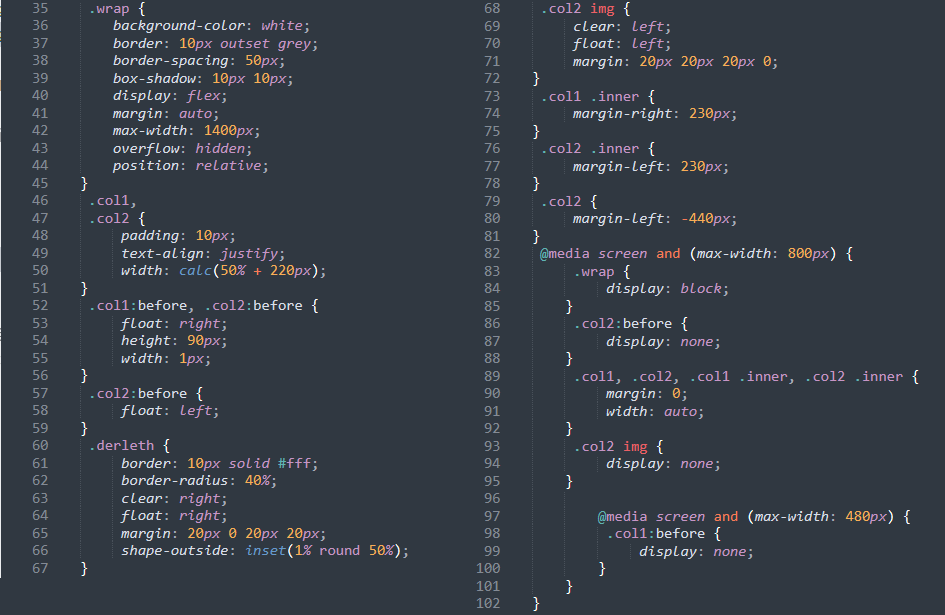 35 .wrap {
36 background-color: white;
37 border: 10px outset grey;
38 border-spacing: 50px;
39 box-shadow: 10px 10px;
40 display: flex;
41 margin: auto;
42 max-width: 1400px;
43 overflow: hidden;
44 position: relative;
45 }
46 .col1,
47 .col2 {
48 padding: 10px;
49 text-align: justify;
50 width: calc(50% + 220px);
51 }
52 .col1:before, .col2:before {
53 float: right;
54 height: 90px;
55 width: 1px;
56 }
57 .col2:before {
58 float: left;
59 }
60 .derleth {
61 border: 10px solid #fff;
62 border-radius: 40%;
63 clear: right;
64 float: right;
65 margin: 20px 0 20px 20px;
66 shape-outside: inset(1% round 50%);
67 }
68 .col2 img {
69 clear: left;
70 float: left;
71 margin: 20px 20px 20px 0;
72 }
73 .col1 .inner {
74 margin-right: 230px;
75 }
76 .col2 .inner {
77 margin-left: 230px;
78 }
79 .col2 {
80 margin-left: -440px;
81 }
82 @media screen and (max-width: 800px) {
83 .wrap {
84 display: block;
85 }
86 .col2:before {
87 display: none;
88 }
89 .col1, .col2, .col1 .inner, .col2 .inner {
90 margin: 0;
91 width: auto;
92 }
93 .col2 img {
94 display: none;
95 }
96
97 @media screen and (max-width: 480px) {
98 .col1:before {
99 display: none;
100 }
101 }
102 }